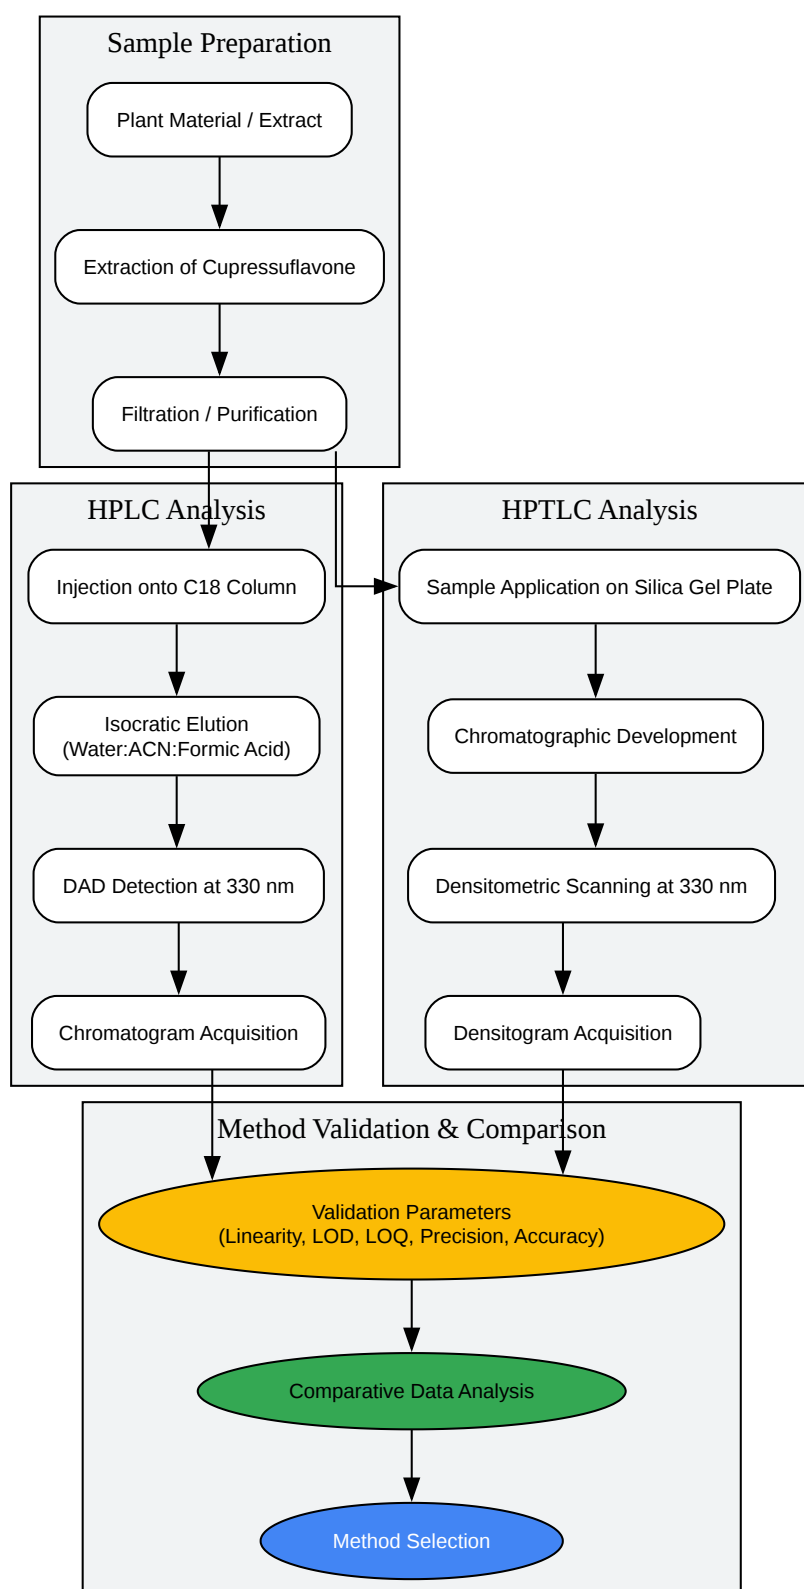 Sample Preparation
Plant Material / Extract
Extraction of Cupressuflavone
Filtration / Purification
HPLC Analysis
Injection onto C18 Column
Isocratic Elution
(Water:ACN:Formic Acid)
DAD Detection at 330 nm
Chromatogram Acquisition
HPTLC Analysis
Sample Application on Silica Gel Plate
Chromatographic Development
Densitometric Scanning at 330 nm
Densitogram Acquisition
Method Validation & Comparison
Validation Parameters
(Linearity, LOD, LOQ, Precision, Accuracy)
Comparative Data Analysis
Method Selection